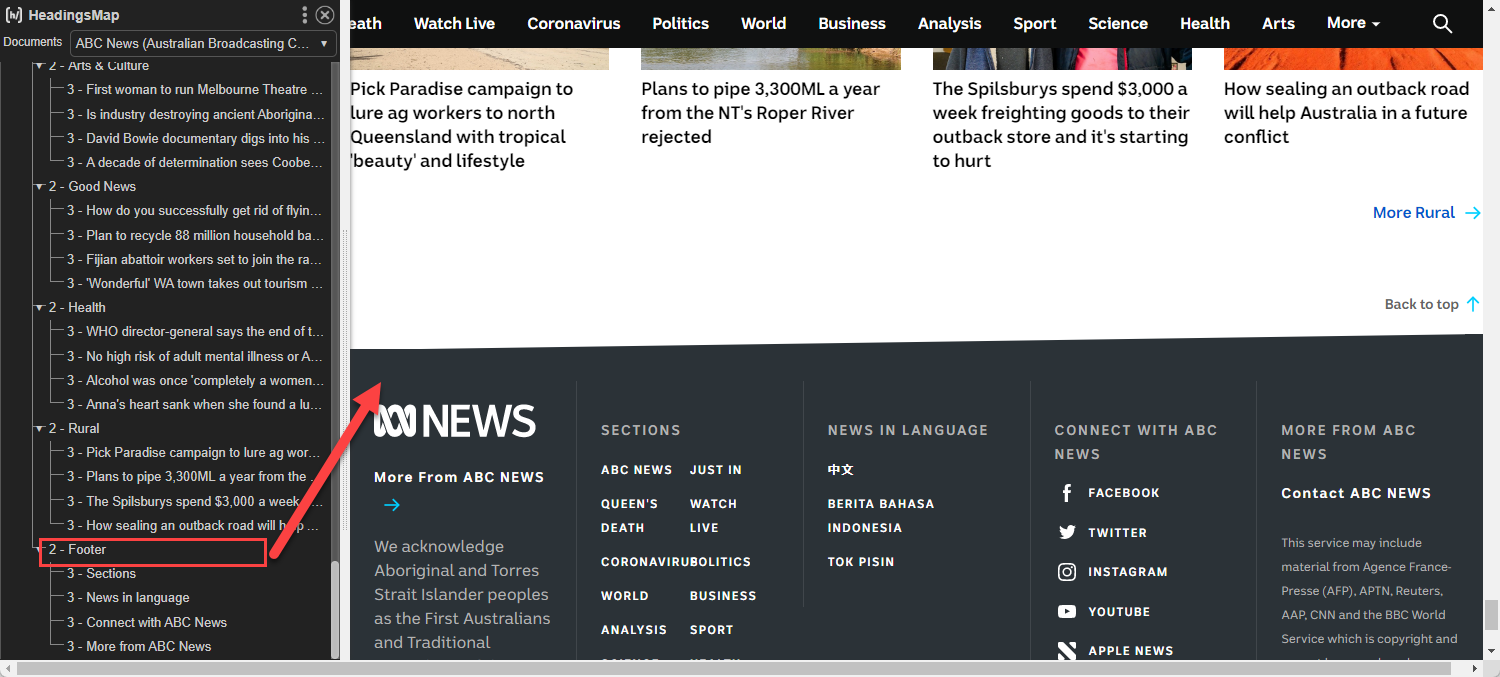 HeadingsMap
Documents ABC News (Australian Broadcasting C...
2 - Arts & Culture
3 - First woman to run Melbourne Theatre ...
3 - Is industry destroying ancient Aborigina...
3 - David Bowie documentary digs into his ...
3 - A decade of determination sees Coobe...
2 - Good News
3 - How do you successfully get rid of flyin...
3 - Plan to recycle 88 million household ba...
3 - Fijian abattoir workers set to join the ra...
3 - 'Wonderful' WA town takes out tourism ...
2 - Health
3 - WHO director-general says the end of t...
3 - No high risk of adult mental illness or A...
3 - Alcohol was once 'completely a women...
3 - Anna's heart sank when she found a lu...
2 - Rural
3 - Pick Paradise campaign to lure ag wor...
3 - Plans to pipe 3,300ML a year from the ...
3 - The Spilsburys spend $3,000 a week
3 - How sealing an outback road will help ...
2 - Footer
3 - Sections
3 - News in language
3 - Connect with ABC News
3 - More from ABC News
eath Watch Live Coronavirus Politics World Business Analysis Sport Science Health Arts More
Pick Paradise campaign to
lure ag workers to north
Queensland with tropical
'beauty' and lifestyle
Plans to pipe 3,300ML a year
from the NT's Roper River
rejected
The Spilsburys spend $3,000 a
week freighting goods to their
outback store and it's starting
to hurt
How sealing an outback road
will help Australia in a future
conflict
More Rural
Back to top
NEWS
More From ABC NEWS
We acknowledge
Aboriginal and Torres
Strait Islander peoples
as the First Australians
and Traditional
SECTIONS
ABC NEWS JUST IN
QUEEN'S WATCH
DEATH LIVE
CORONAVIRUS POLITICS
WORLD BUSINESS
ANALYSIS SPORT
NEWS IN LANGUAGE
中文
BERITA BAHASA
INDONESIA
TOK PISIN
CONNECT WITH ABC
NEWS
FACEBOOK
TWITTER
INSTAGRAM
YOUTUBE
APPLE NEWS
MORE FROM ABC
NEWS
Contact ABC NEWS
This service may include
material from Agence France-
Presse (AFP), APTN, Reuters,
AAP, CNN and the BBC World
Service which is copyright and